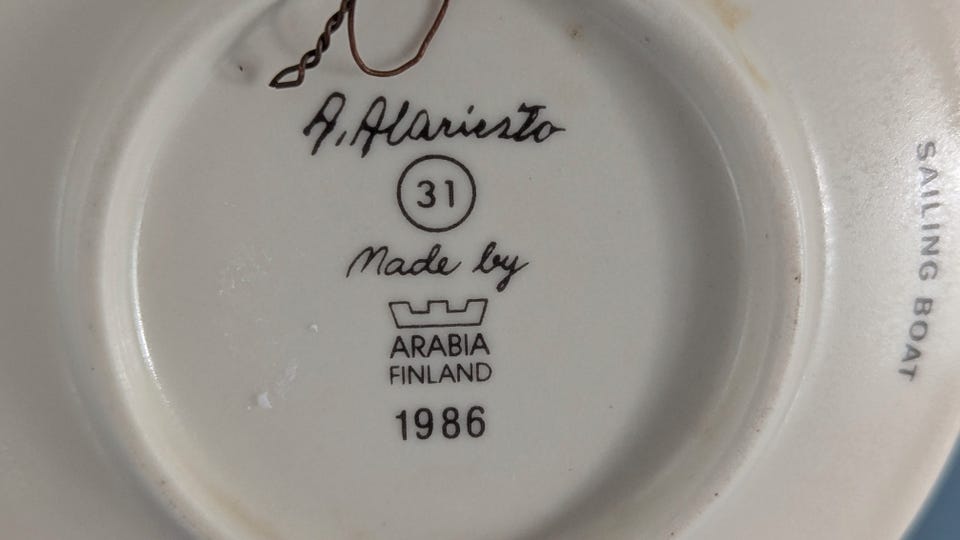 A. Alariesto
31
Made by
ARABIA
FINLAND
1986
SAILING BOAT